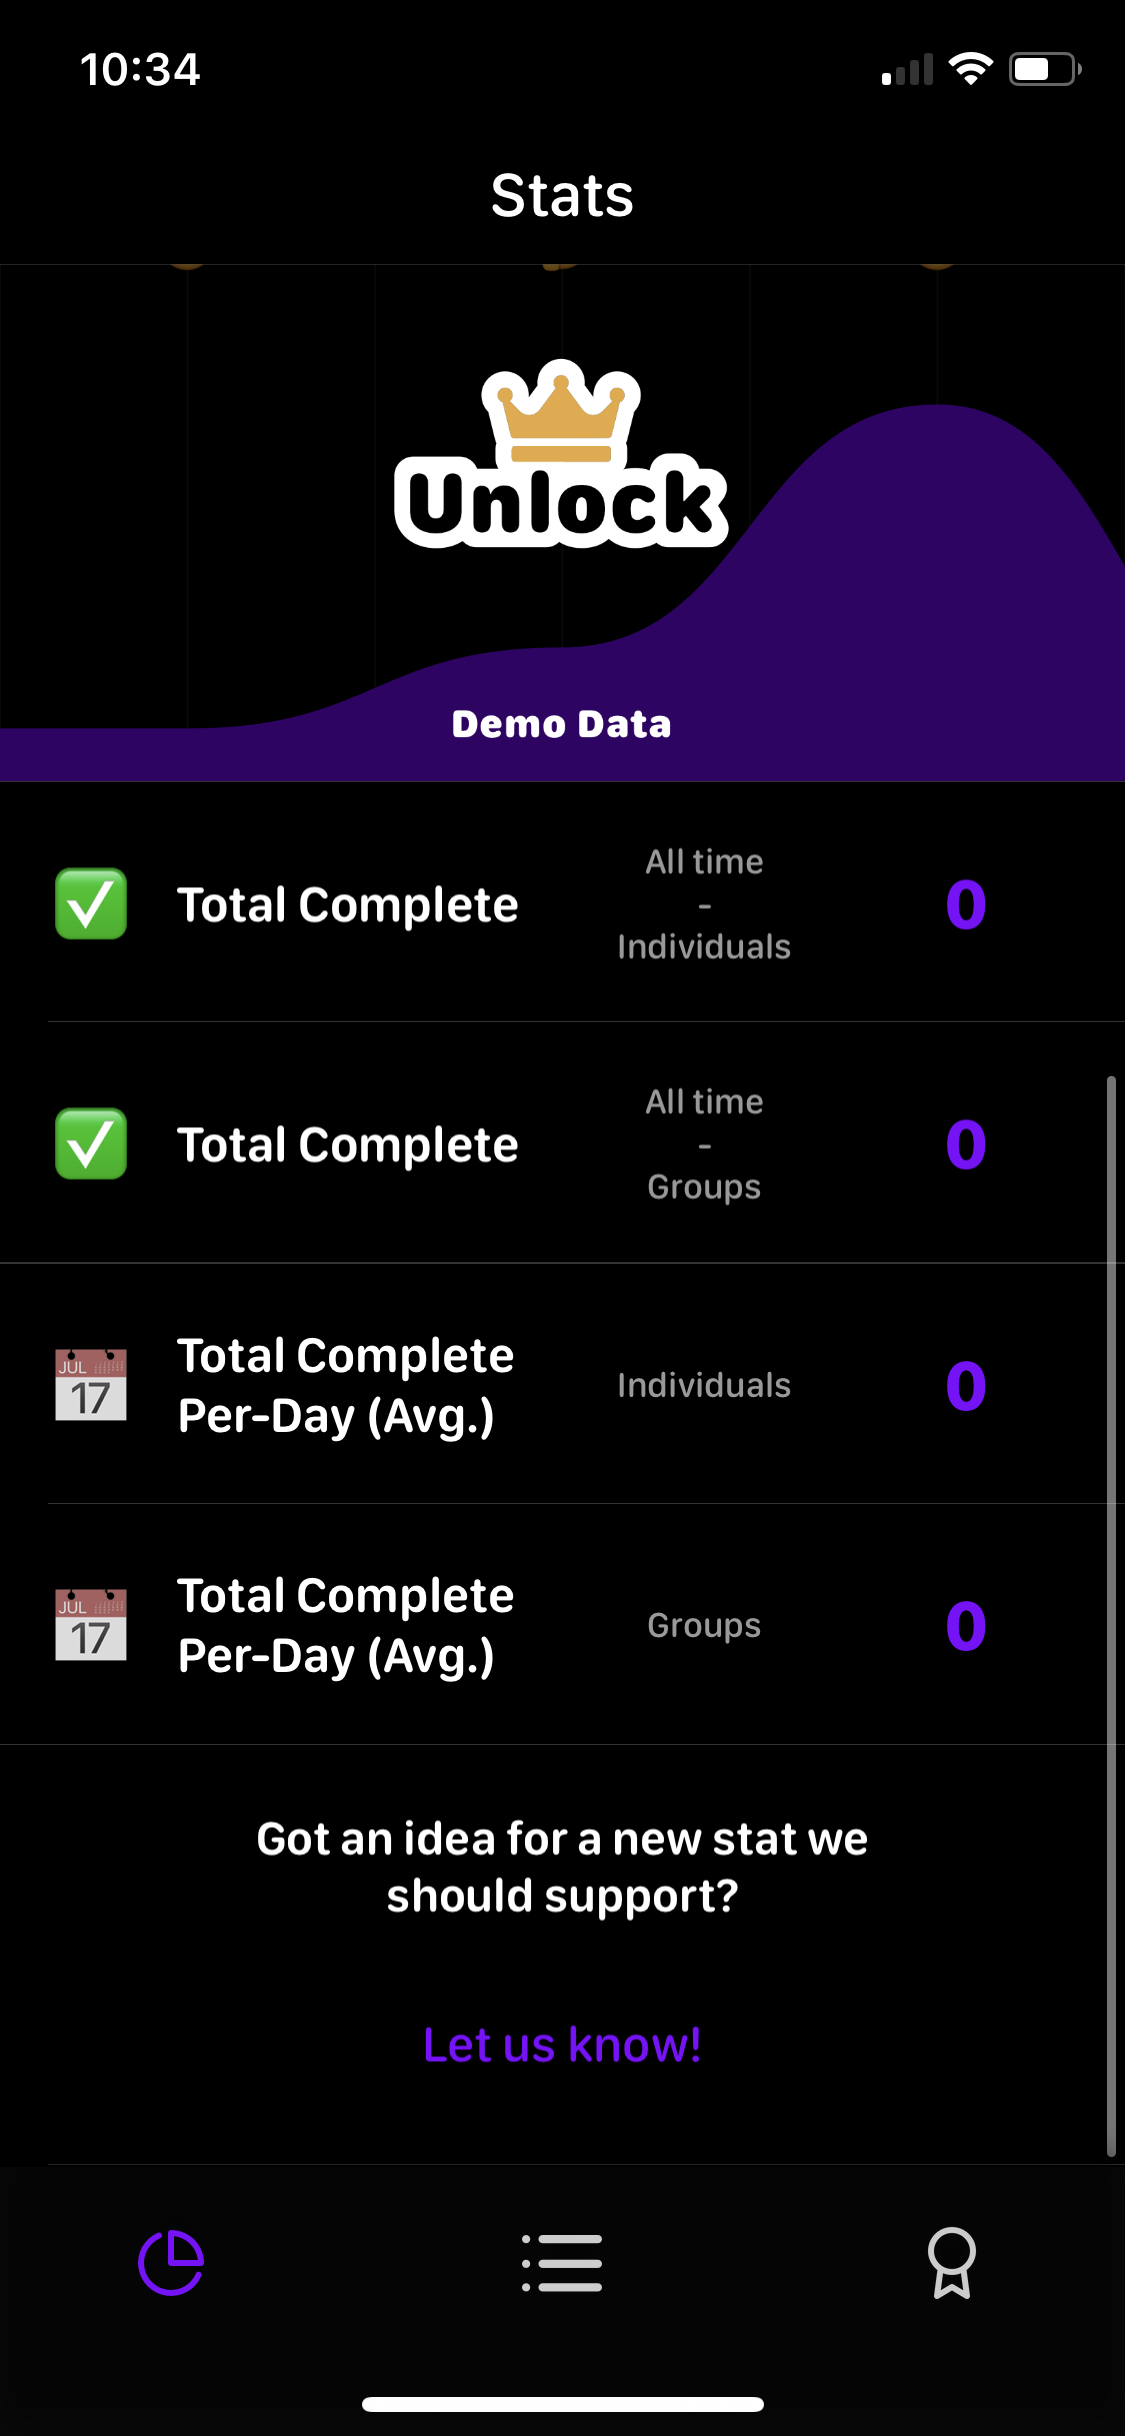 10:34
Stats
Unlock
Demo Data
Total Complete
All time
-
Individuals
0
Total Complete
All time
-
Groups
0
JUL
17
Total Complete
Per-Day (Avg.)
Individuals
0
JUL
17
Total Complete
Per-Day (Avg.)
Groups
0
Got an idea for a new stat we
should support?
Let us know!